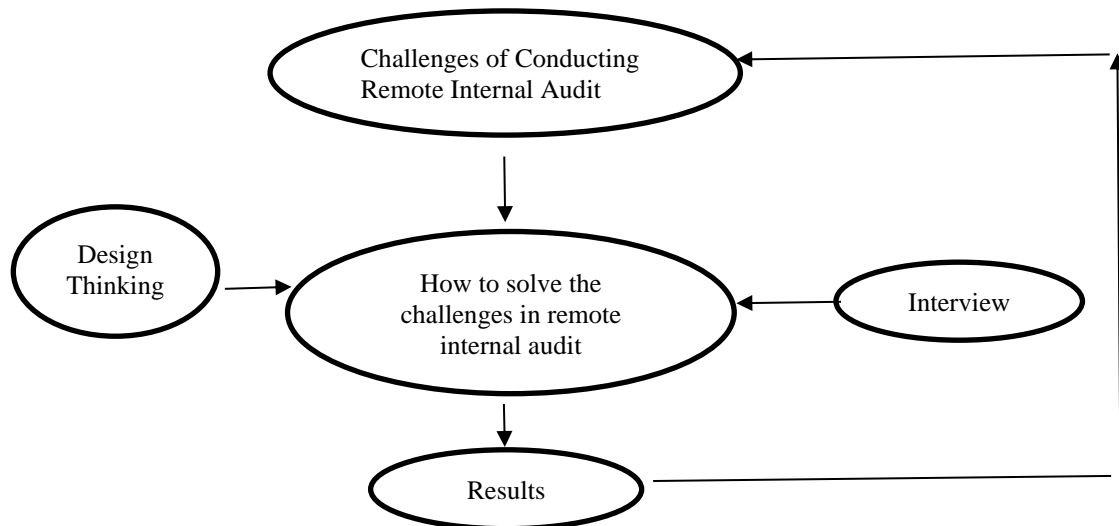 Challenges of Conducting
Remote Internal Audit
Design
Thinking
How to solve the
challenges in remote
internal audit
Interview
Results